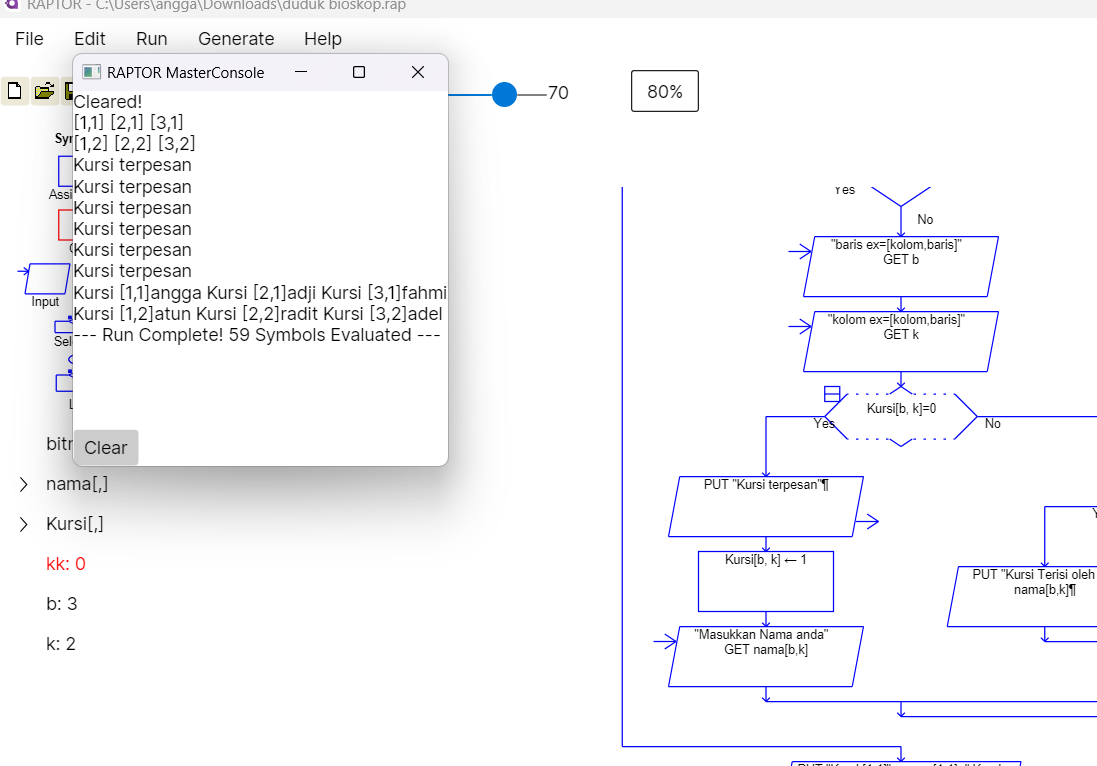 RAPTOR - C:\Users\angga\Downloads\duduk bioskop.rap
File Edit Run Generate Help
RAPTOR MasterConsole
70
80%
Cleared!
[1,1] [2,1] [3,1]
[1,2] [2,2] [3,2]
Kursi terpesan
Kursi terpesan
Kursi terpesan
Kursi terpesan
Kursi terpesan
Kursi terpesan
Kursi [1,1]angga Kursi [2,1]adji Kursi [3,1]fahmi
Kursi [1,2]atun Kursi [2,2]radit Kursi [3,2]adel
--- Run Complete! 59 Symbols Evaluated ---
Clear
Input
nama[,]
Kursi[,]
kk: 0
b: 3
k: 2
Yes
No
"baris ex=[kolom,baris]"
GET b
"kolom ex=[kolom,baris]"
GET k
Kursi[b, k]=0
Yes
No
PUT "Kursi terpesan"¶
Kursi[b, k] ← 1
"Masukkan Nama anda"
GET nama[b,k]
PUT "Kursi Terisi oleh
nama[b,k]¶